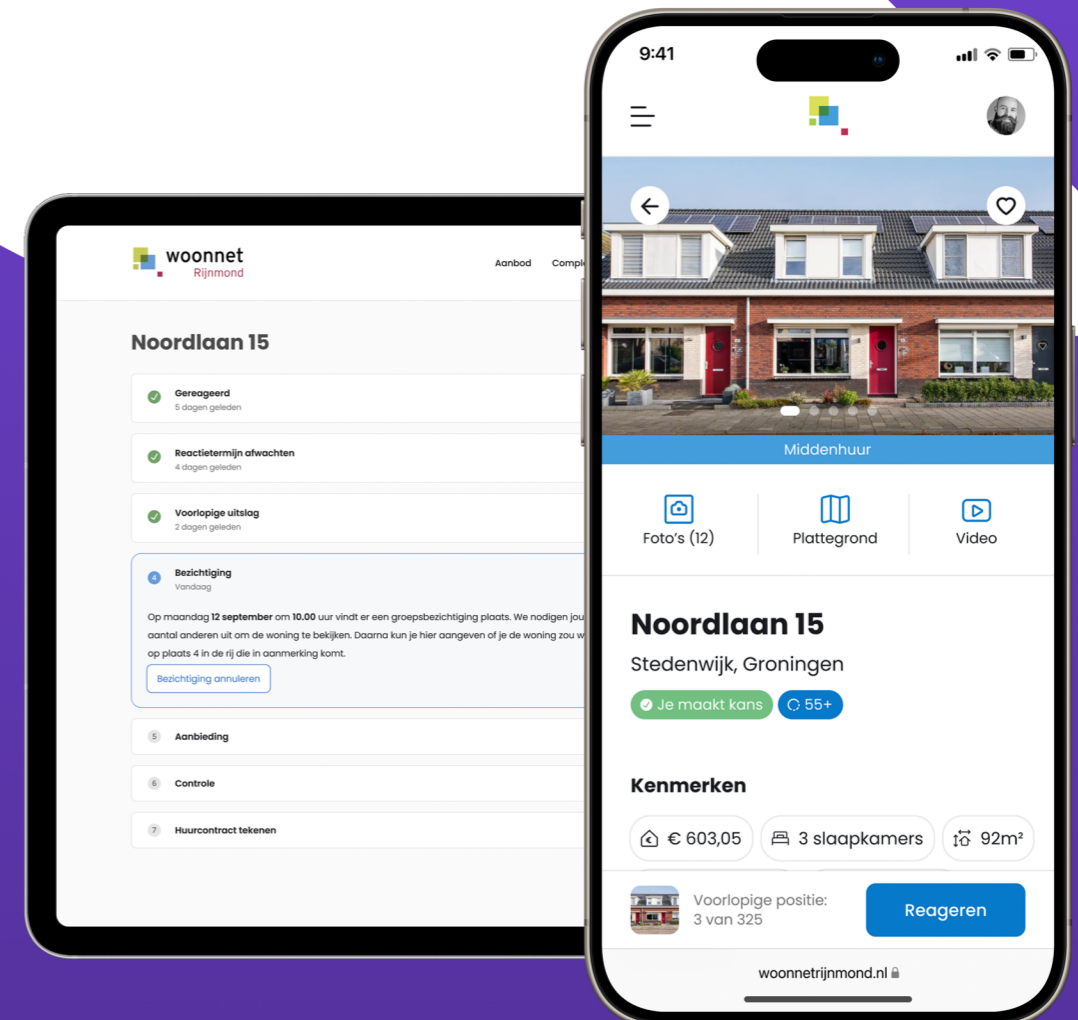 woonnet
Rijnmond
Aanbod
Noordlaan 15
Gereageerd
5 dagen geleden
Reactietermijn afwachten
4 dagen geleden
Voorlopige uitslag
2 dagen geleden
4
Bezichtiging
Vandaag
Op maandag 12 september om 10.00 uur vindt er een groepsbezichtiging plaats. We nodigen jou
aantal anderen uit om de woning te bekijken. Daarna kun je hier aangeven of je de woning zou w
op plaats 4 in de rij die in aanmerking komt.
Bezichtiging annuleren
5 Aanbieding
6 Controle
7 Huurcontract tekenen
9:41
Middenhuur
Foto's (12)
Plattegrond
Video
Noordlaan 15
Stedenwijk, Groningen
Je maakt kans
55+
Kenmerken
€ 603,05
3 slaapkamers
92m²
Voorlopige positie:
3 van 325
Reageren
woonnetrijnmond.nl